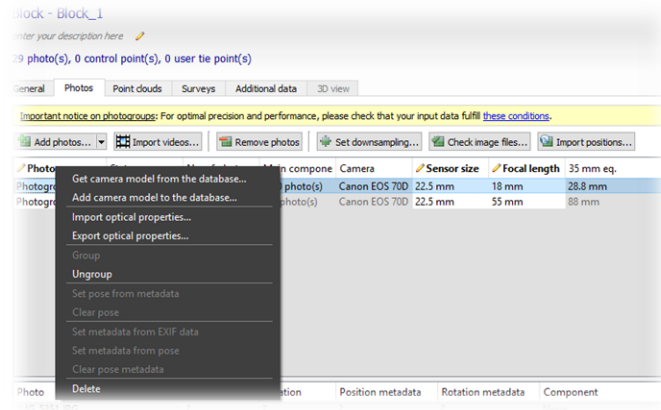 Block - Block_1
enter your description here
29 photo(s), 0 control point(s), 0 user tie point(s)
General Photos Point clouds Surveys Additional data 3D view
Important notice on photogroups: For optimal precision and performance, please check that your input data fulfill these conditions.
Add photos... Import videos... Remove photos Set downsampling... Check image files... Import positions...
Camera Sensor size Focal length 35 mm eq.
photo(s) Canon EOS 70D 22.5 mm 18 mm 28.8 mm
photo(s) Canon EOS 70D 22.5 mm 55 mm 88 mm
Get camera model from the database...
Add camera model to the database...
Import optical properties...
Export optical properties...
Group
Ungroup
Set pose from metadata
Clear pose
Set metadata from EXIF data
Set metadata from pose
Clear pose metadata
Delete
Photo Position metadata Rotation metadata Component